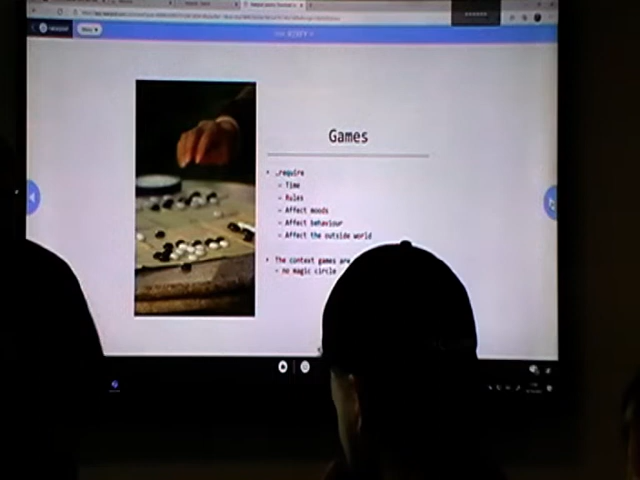 Games
…require
– Time
– Rules
– Affect moods
– Affect behaviour
– Affect the outside world
The context games are
– no magic circle